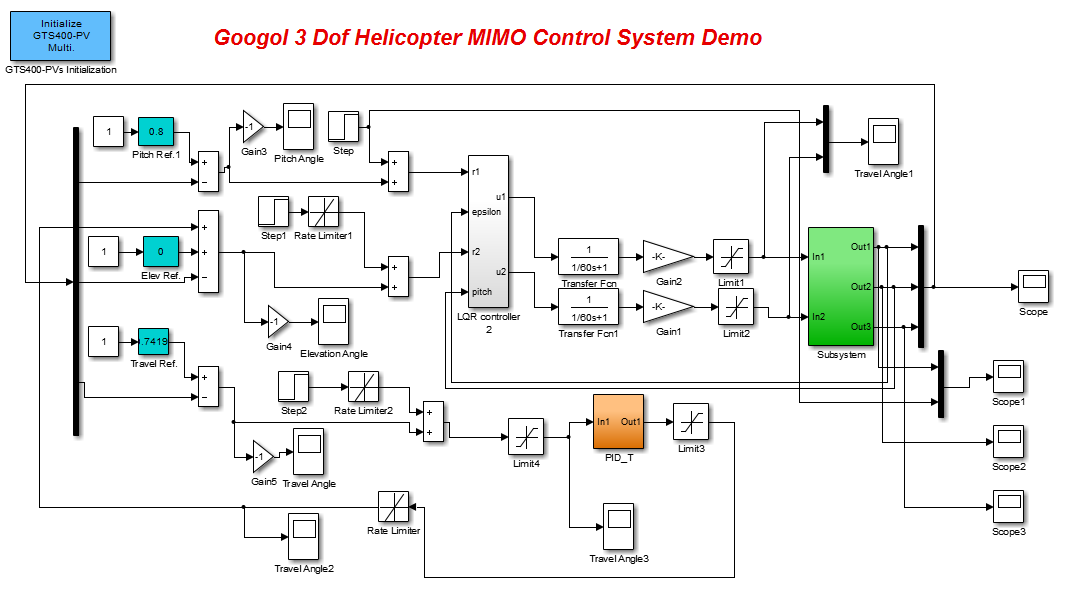 Initialize
GTS400-PV
Multi.
GTS400-PVs Initialization
Googol 3 Dof Helicopter MIMO Control System Demo
1
0.8
Pitch Ref.1
-1
Gain3
Pitch Angle
Step
+
−
+
+
Step1
Rate Limiter1
1
0
Elev Ref.
+
+
−
+
+
-1
Gain4
Elevation Angle
r1
epsilon
r2
pitch
u1
u2
LQR controller
2
1
1/60s+1
Transfer Fcn
-K-
Gain2
Limit1
1
1/60s+1
Transfer Fcn1
-K-
Gain1
Limit2
Travel Angle1
In1
In2
Out1
Out2
Out3
Subsystem
Scope
1
.7419
Travel Ref.
+
−
Step2
Rate Limiter2
+
+
-1
Gain5
Travel Angle
Limit4
In1 Out1
PID_T
Limit3
Scope1
Scope2
Scope3
Rate Limiter
Travel Angle2
Travel Angle3